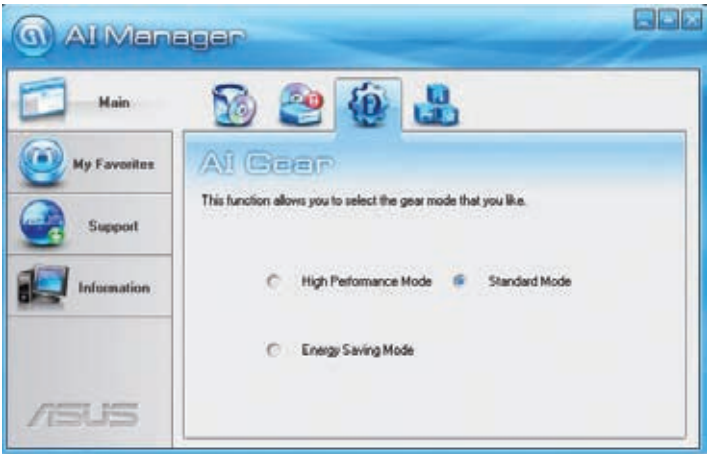 AI Manager
Main
My Favorites
Support
Information
ASUS
AI Gear
This function allows you to select the gear mode that you like.
High Performance Mode
Standard Mode
Energy Saving Mode